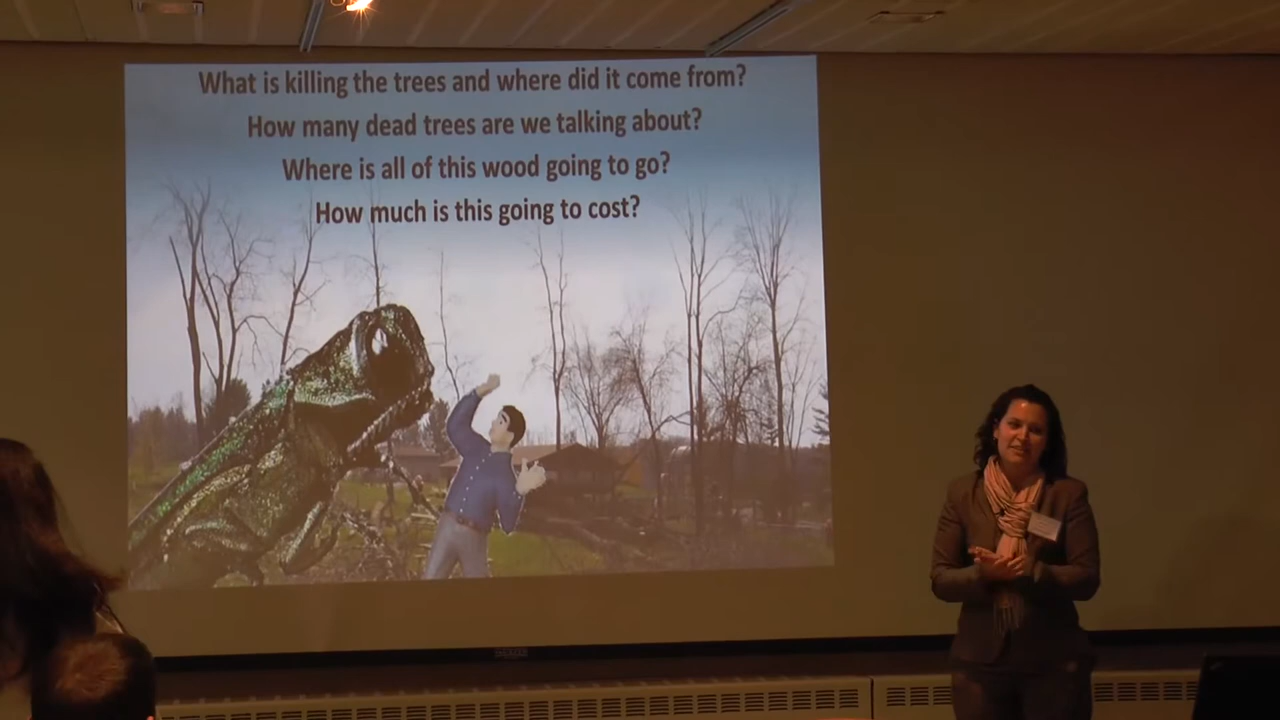 What is killing the trees and where did it come from?
How many dead trees are we talking about?
Where is all of this wood going to go?
How much is this going to cost?